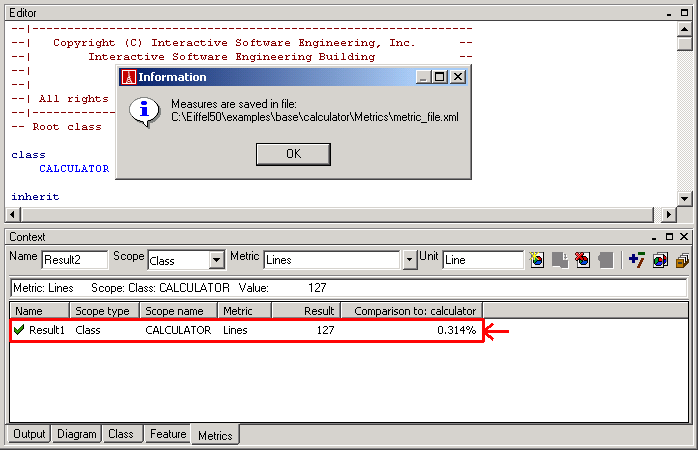 Editor
--|----------------------------------------------------------------
--|   Copyright (C) Interactive Software Engineering, Inc.      --
--|        Interactive Software Engineering Building            --
--|
--|
--| All rights
--|
-- Root class
class
CALCULATOR
inherit
Information
Measures are saved in file:
C:\Eiffel50\examples\base\calculator\Metrics\metric_file.xml
OK
Context
Name Result2 Scope Class Metric Lines Unit Line
Metric: Lines Scope: Class: CALCULATOR Value: 127
Name Scope type Scope name Metric Result Comparison to: calculator
Result1 Class CALCULATOR Lines 127 0.314%
Output Diagram Class Feature Metrics